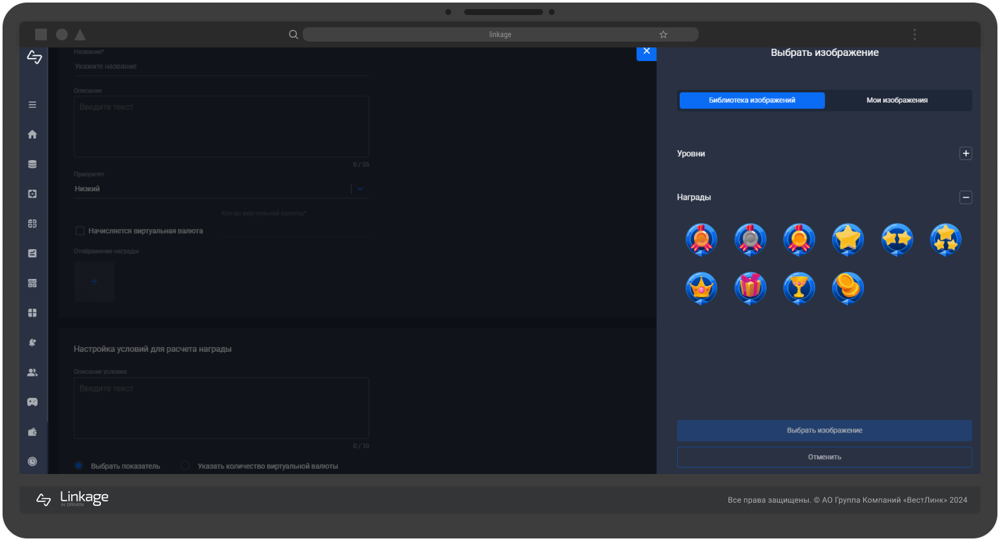 linkage
Название*
Укажите название
Описание
Введите текст
0 / 55
Приоритет
Низкий
Кол-во виртуальной валюты*
Начисляется виртуальная валюта
Отображение награды
Настройка условий для расчета награды
Описание условия
Введите текст
0 / 10
Выбрать показатель
Указать количество виртуальной валюты
Выбрать изображение
Библиотека изображений
Мои изображения
Уровни
Награды
Выбрать изображение
Отменить
Linkage
AI DRIVEN
Все права защищены. © АО Группа Компаний «ВестЛинк» 2024